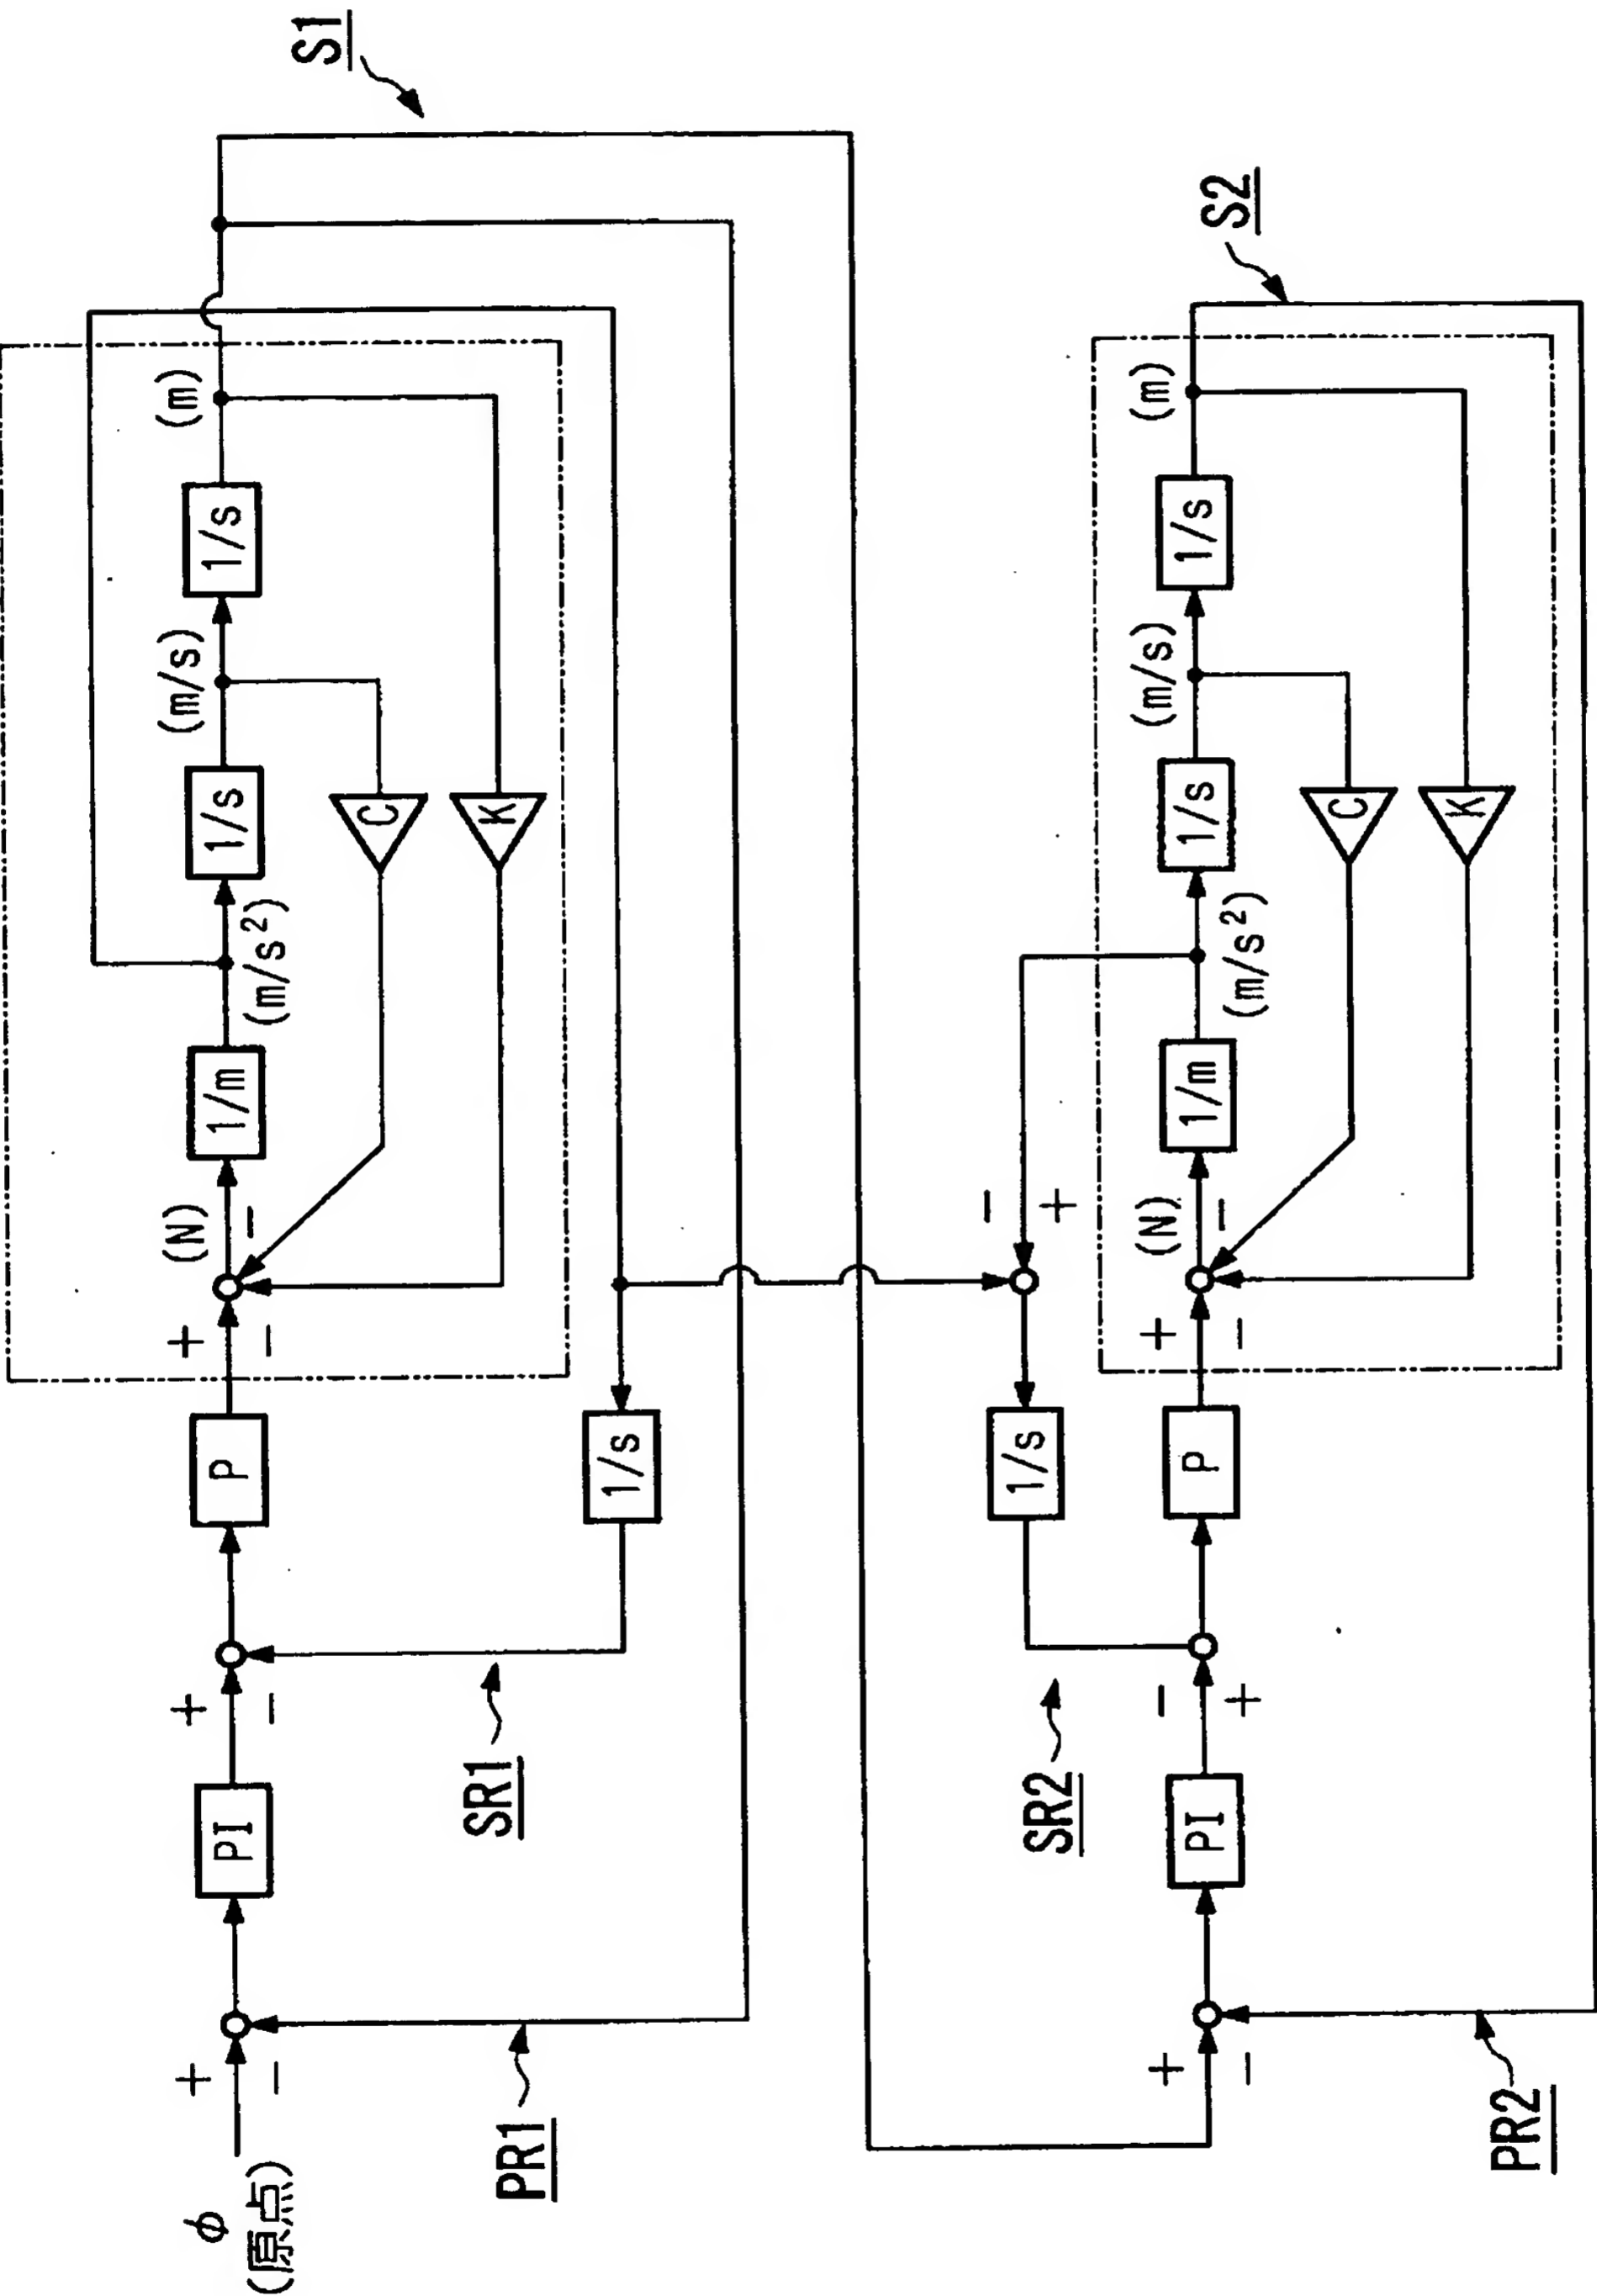 φ + + + (N) (m/s) (m)
PI P 1/m 1/s 1/s
(原点) − − − − (m/s²)
S1
C
K
SR1
PR1
1/s
−
1/s +
SR2
+ − + (N) (m/s) (m)
PI P 1/m 1/s 1/s
S2
− + − − (m/s²)
C
K
PR2